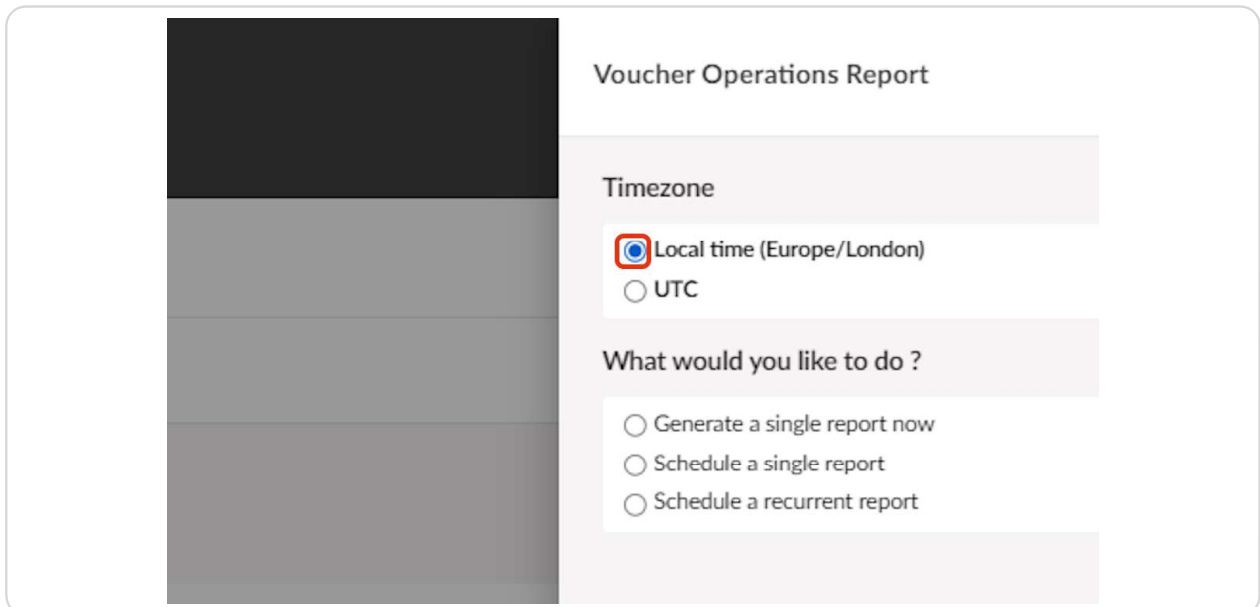 Voucher Operations Report
Timezone
Local time (Europe/London)
UTC
What would you like to do ?
Generate a single report now
Schedule a single report
Schedule a recurrent report